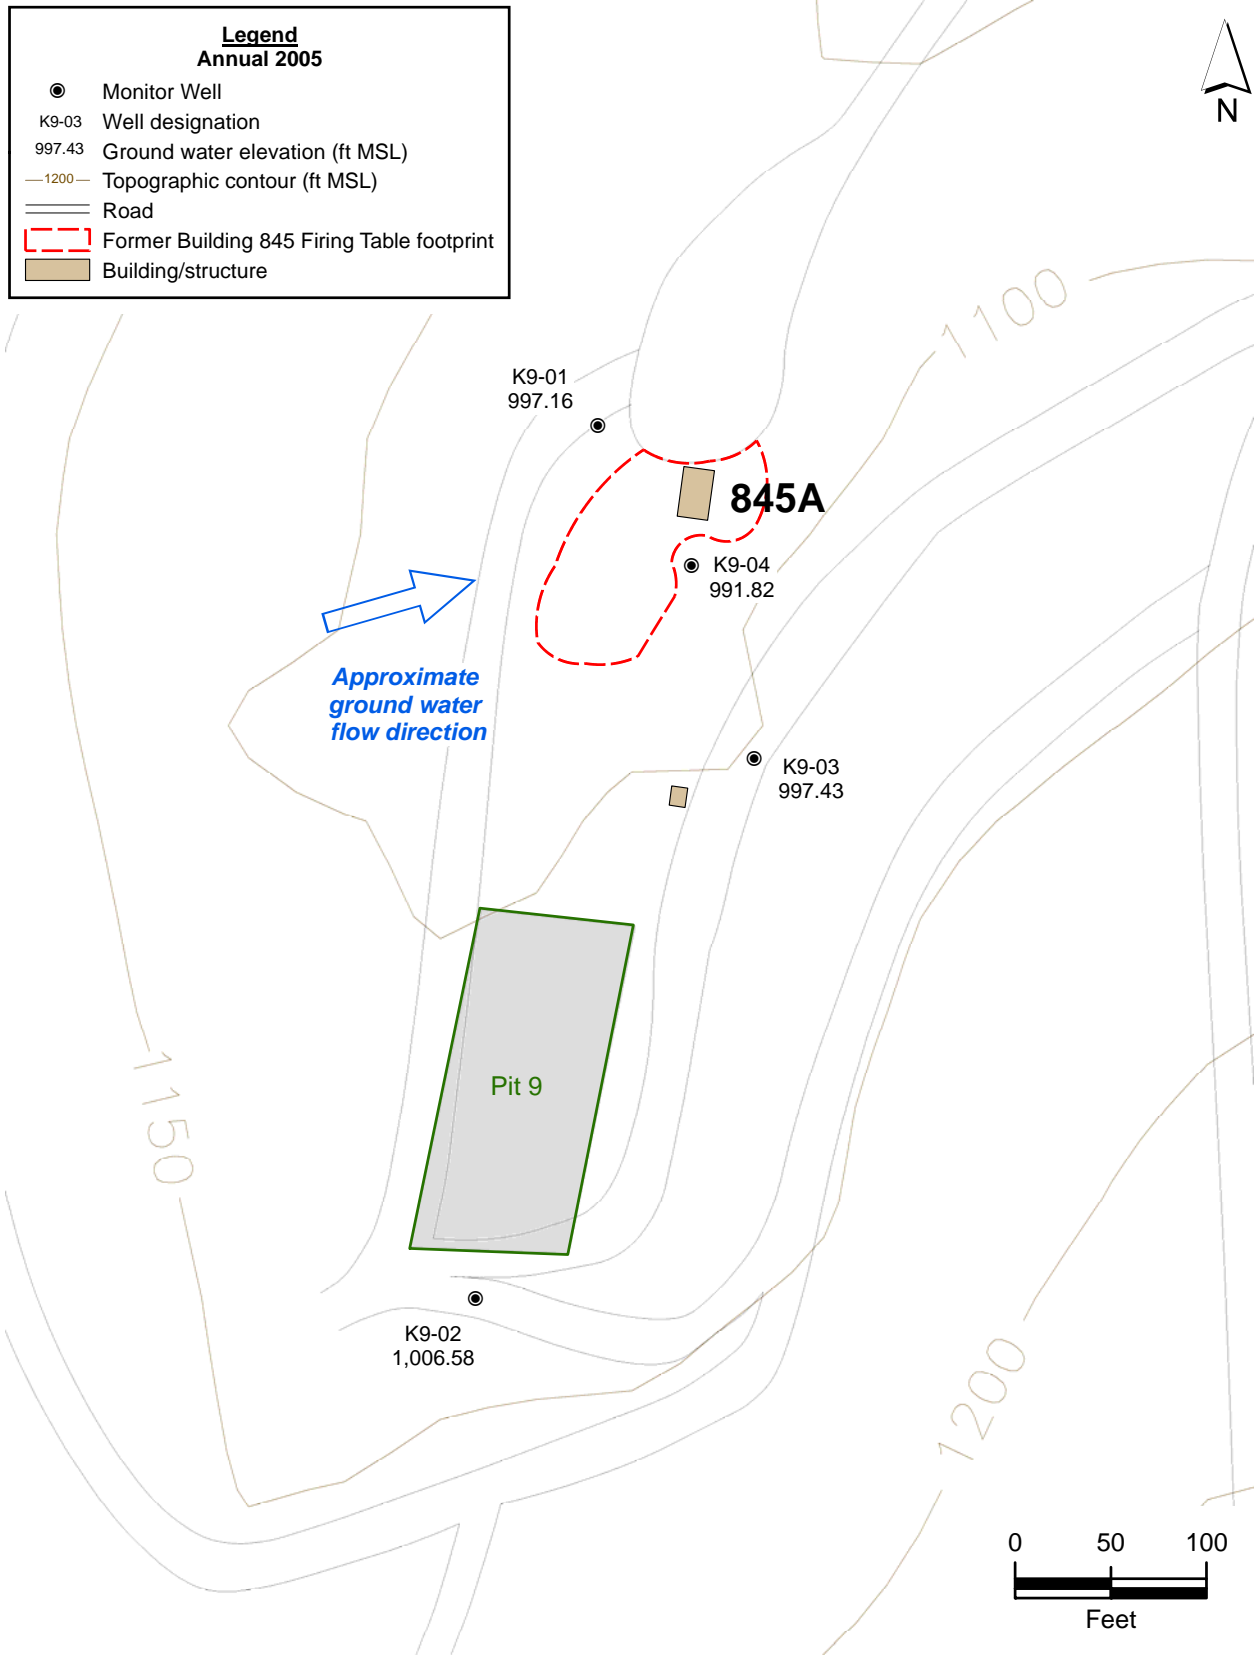 Legend
Annual 2005
Monitor Well
K9-03 Well designation
997.43 Ground water elevation (ft MSL)
1200 Topographic contour (ft MSL)
Road
Former Building 845 Firing Table footprint
Building/structure
N
1100
K9-01
997.16
845A
K9-04
991.82
Approximate
ground water
flow direction
K9-03
997.43
1150
Pit 9
K9-02
1,006.58
1200
0 50 100
Feet